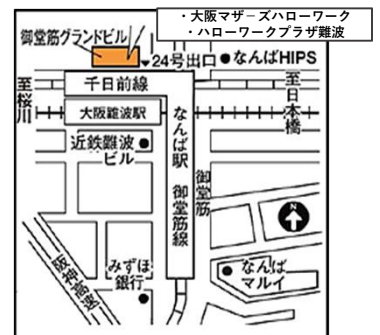 ・大阪マザーズハローワーク
・ハローワークプラザ難波
御堂筋グランドビル
24号出口
なんばHIPS
千日前線
至桜川
至日本橋
大阪難波駅
近鉄難波
ビル
なんば駅 御堂筋線
御堂筋
N
阪神高速
みずほ
銀行
なんば
マルイ